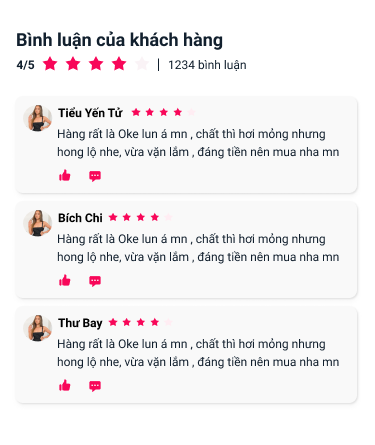 Bình luận của khách hàng
4/5 | 1234 bình luận
Tiểu Yến Tử
Hàng rất là Oke lun á mn , chất thì hơi mỏng nhưng
hong lộ nhe, vừa vặn lắm , đáng tiền nên mua nha mn
Bích Chi
Hàng rất là Oke lun á mn , chất thì hơi mỏng nhưng
hong lộ nhe, vừa vặn lắm , đáng tiền nên mua nha mn
Thư Bay
Hàng rất là Oke lun á mn , chất thì hơi mỏng nhưng
hong lộ nhe, vừa vặn lắm , đáng tiền nên mua nha mn